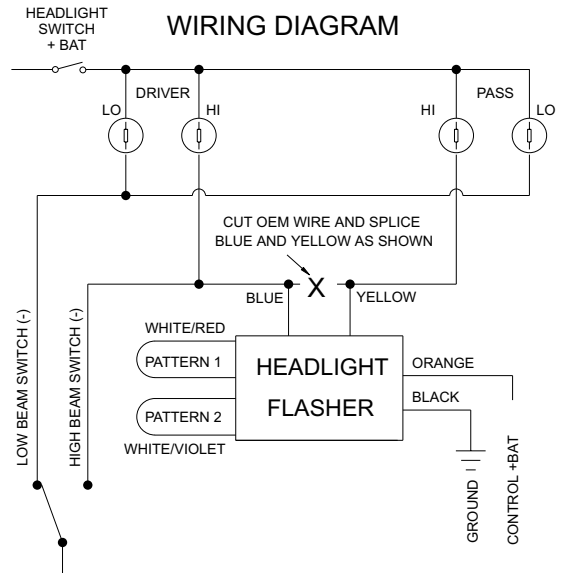 HEADLIGHT
SWITCH
+ BAT
WIRING DIAGRAM
DRIVER
PASS
LO
HI
HI
LO
CUT OEM WIRE AND SPLICE
BLUE AND YELLOW AS SHOWN
X
BLUE
YELLOW
WHITE/RED
PATTERN 1
PATTERN 2
WHITE/VIOLET
HEADLIGHT
FLASHER
ORANGE
BLACK
LOW BEAM SWITCH (-)
HIGH BEAM SWITCH (-)
GROUND
CONTROL +BAT